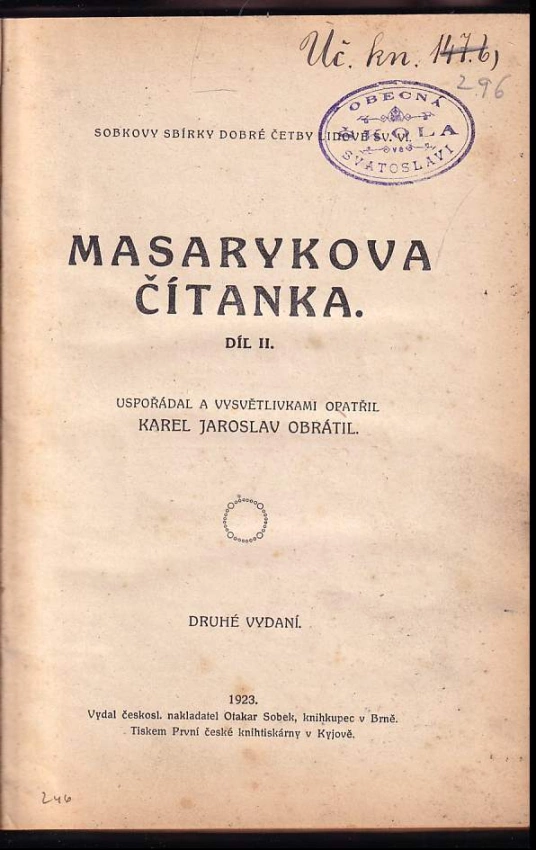 Úč. kn. 147.b,
296
OBECNÁ
ŠKOLA
ve
SVATOSLAVI
SOBKOVY SBÍRKY DOBRÉ ČETBY LIDOVÉ SV. VI.
MASARYKOVA
ČÍTANKA.
DÍL II.
USPOŘÁDAL A VYSVĚTLIVKAMI OPATŘIL
KAREL JAROSLAV OBRÁTIL.
DRUHÉ VYDANÍ.
1923.
Vydal českosl. nakladatel Otakar Sobek, knihkupec v Brně.
Tiskem První české knihtiskárny v Kyjově.
246